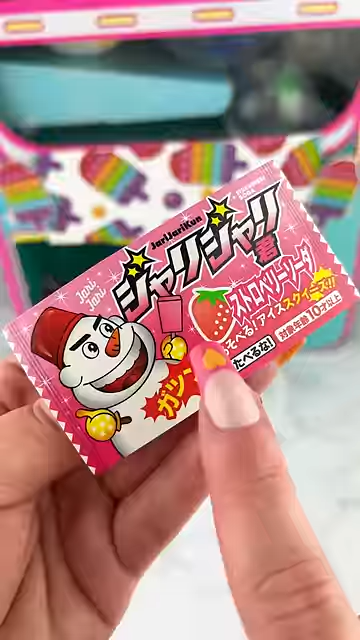 Jari
Jari
JariJariKun
ジャリジャリ君
ストロベリーソーダ
そべる!アイススクイーズ!!
たべるな!
対象年齢10才以上
ガツン